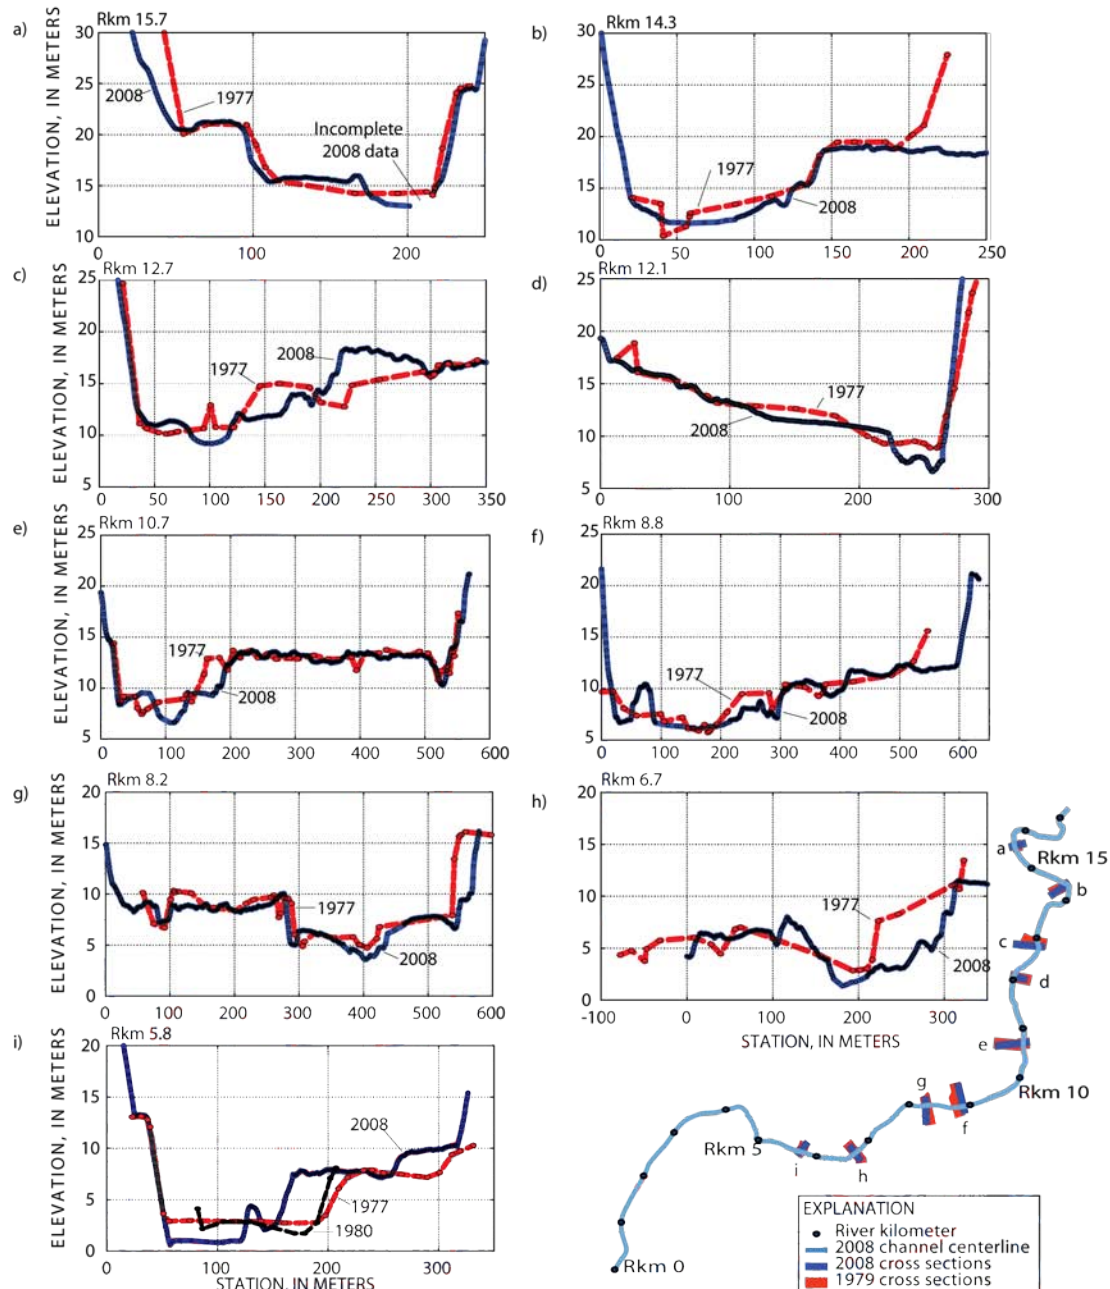 a)
Rkm 15.7
ELEVATION, IN METERS
30
25
20
15
10
2008
1977
Incomplete
2008 data
0
100
200
b)
Rkm 14.3
30
25
20
15
10
1977
2008
0
50
100
150
200
250
c)
Rkm 12.7
ELEVATION, IN METERS
25
20
15
10
5
1977
2008
0
50
100
150
200
250
300
350
d)
Rkm 12.1
25
20
15
10
5
1977
2008
0
100
200
300
e)
Rkm 10.7
ELEVATION, IN METERS
25
20
15
10
5
1977
2008
0
100
200
300
400
500
600
f)
Rkm 8.8
25
20
15
10
5
1977
2008
0
100
200
300
400
500
600
g)
Rkm 8.2
ELEVATION, IN METERS
20
15
10
5
0
1977
2008
0
100
200
300
400
500
600
h)
Rkm 6.7
20
15
10
5
0
1977
2008
-100
0
100
200
300
STATION, IN METERS
i)
Rkm 5.8
ELEVATION, IN METERS
20
15
10
5
0
2008
1977
1980
0
100
200
300
STATION, IN METERS
a
Rkm 15
b
c
d
e
Rkm 10
g
f
Rkm 5
i
h
Rkm 0
EXPLANATION
River kilometer
2008 channel centerline
2008 cross sections
1979 cross sections